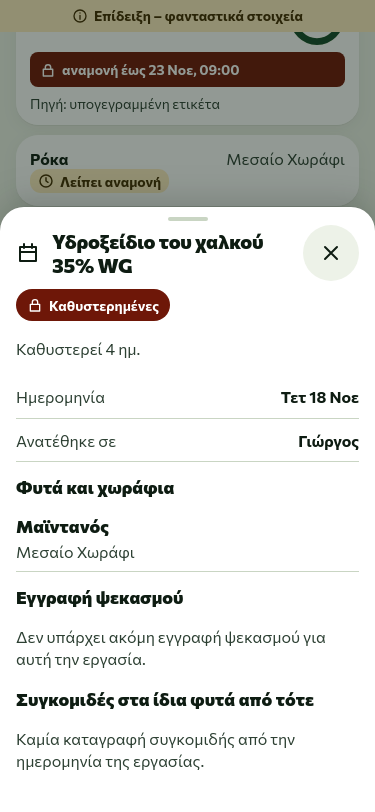 Επίδειξη – φανταστικά στοιχεία
αναμονή έως 23 Νοε, 09:00
Πηγή: υπογεγραμμένη ετικέτα
Ρόκα
Μεσαίο Χωράφι
Λείπει αναμονή
Υδροξείδιο του χαλκού
35% WG
Καθυστερημένες
Καθυστερεί 4 ημ.
Ημερομηνία
Τετ 18 Νοε
Ανατέθηκε σε
Γιώργος
Φυτά και χωράφια
Μαϊντανός
Μεσαίο Χωράφι
Εγγραφή ψεκασμού
Δεν υπάρχει ακόμη εγγραφή ψεκασμού για
αυτή την εργασία.
Συγκομιδές στα ίδια φυτά από τότε
Καμία καταγραφή συγκομιδής από την
ημερομηνία της εργασίας.